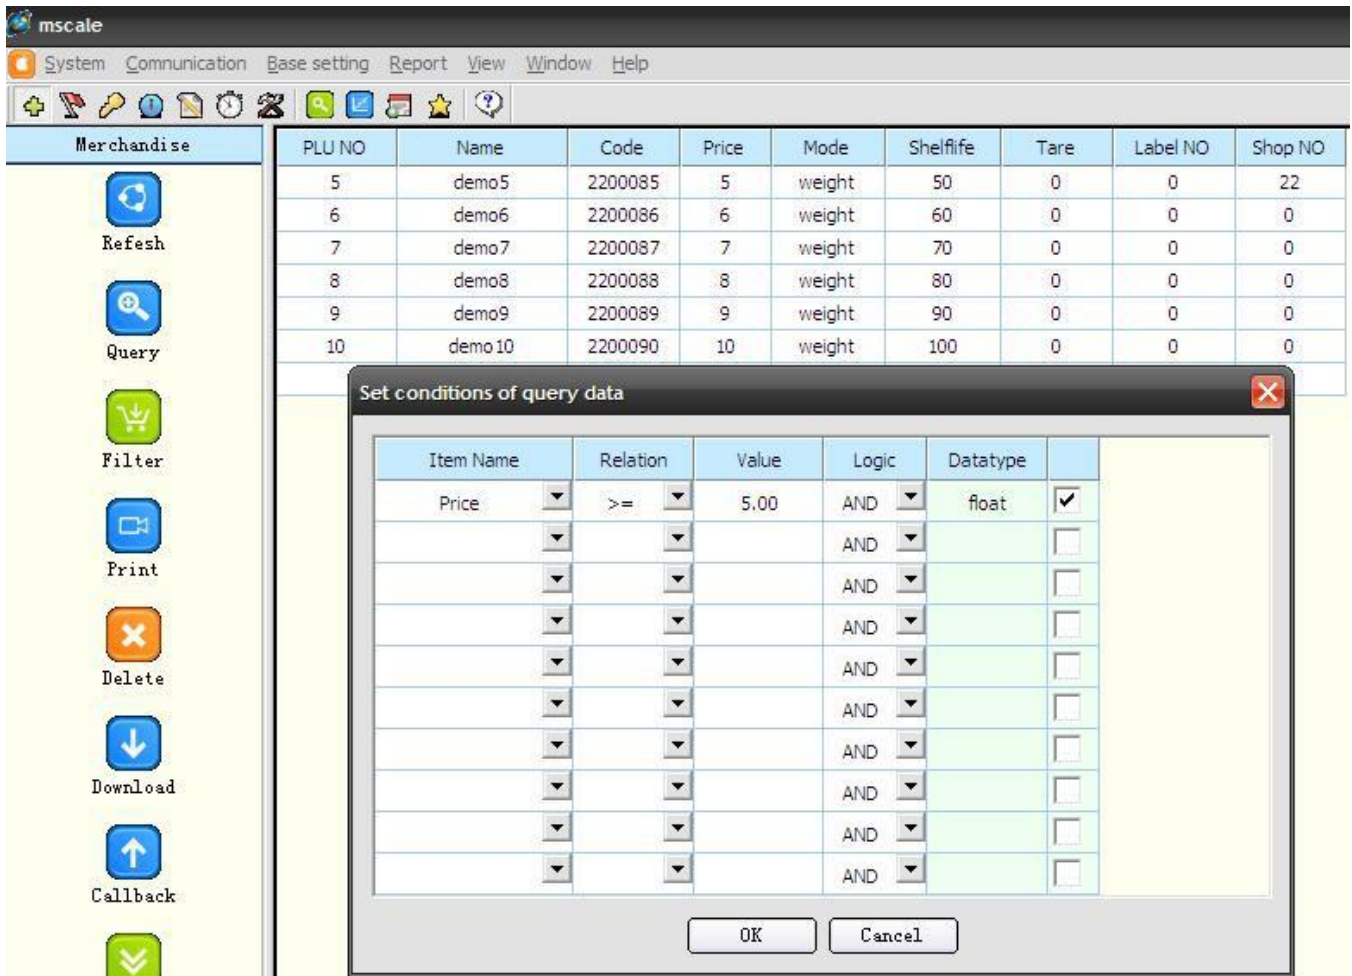 mscale
System Comnunication Base setting Report View Window Help
Merchandise
PLU NO Name Code Price Mode Shelflife Tare Label NO Shop NO
5 demo5 2200085 5 weight 50 0 0 22
6 demo6 2200086 6 weight 60 0 0 0
7 demo7 2200087 7 weight 70 0 0 0
8 demo8 2200088 8 weight 80 0 0 0
9 demo9 2200089 9 weight 90 0 0 0
10 demo10 2200090 10 weight 100 0 0 0
Refesh
Query
Filter
Print
Delete
Download
Callback
Set conditions of query data
Item Name Relation Value Logic Datatype
Price >= 5.00 AND float
AND
AND
AND
AND
AND
AND
AND
AND
AND
OK Cancel